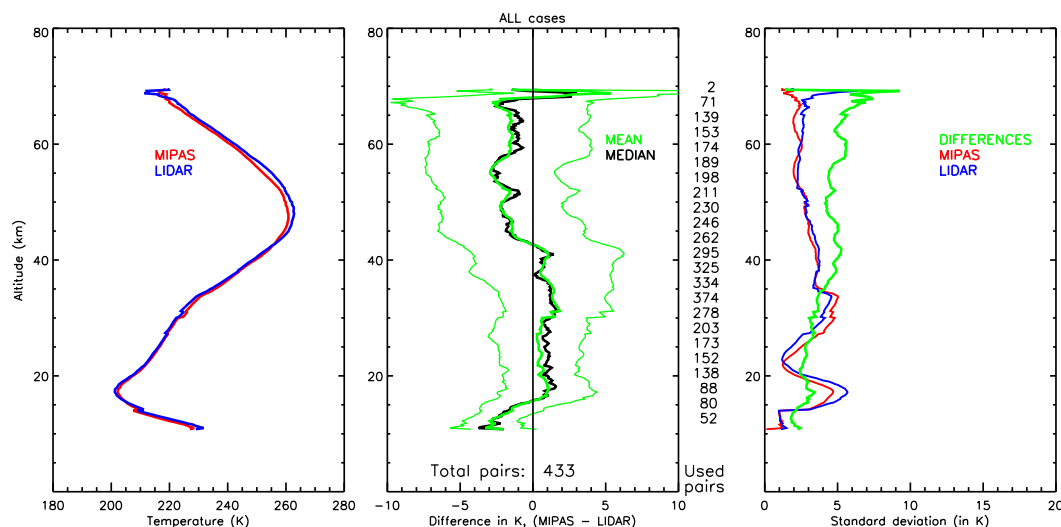 ALL cases
80
60
40
20
Altitude (km)
MIPAS
LIDAR
180 200 220 240 260 280
Temperature (K)
80
60
40
20
0
MEAN
MEDIAN
Total pairs: 433
−10 −5 0 5 10
Difference in K, (MIPAS − LIDAR)
2
71
139
153
174
189
198
211
230
246
262
295
325
334
374
278
203
173
152
138
88
80
52
Used
pairs
80
60
40
20
0
DIFFERENCES
MIPAS
LIDAR
0 5 10 15 20
Standard deviation (in K)